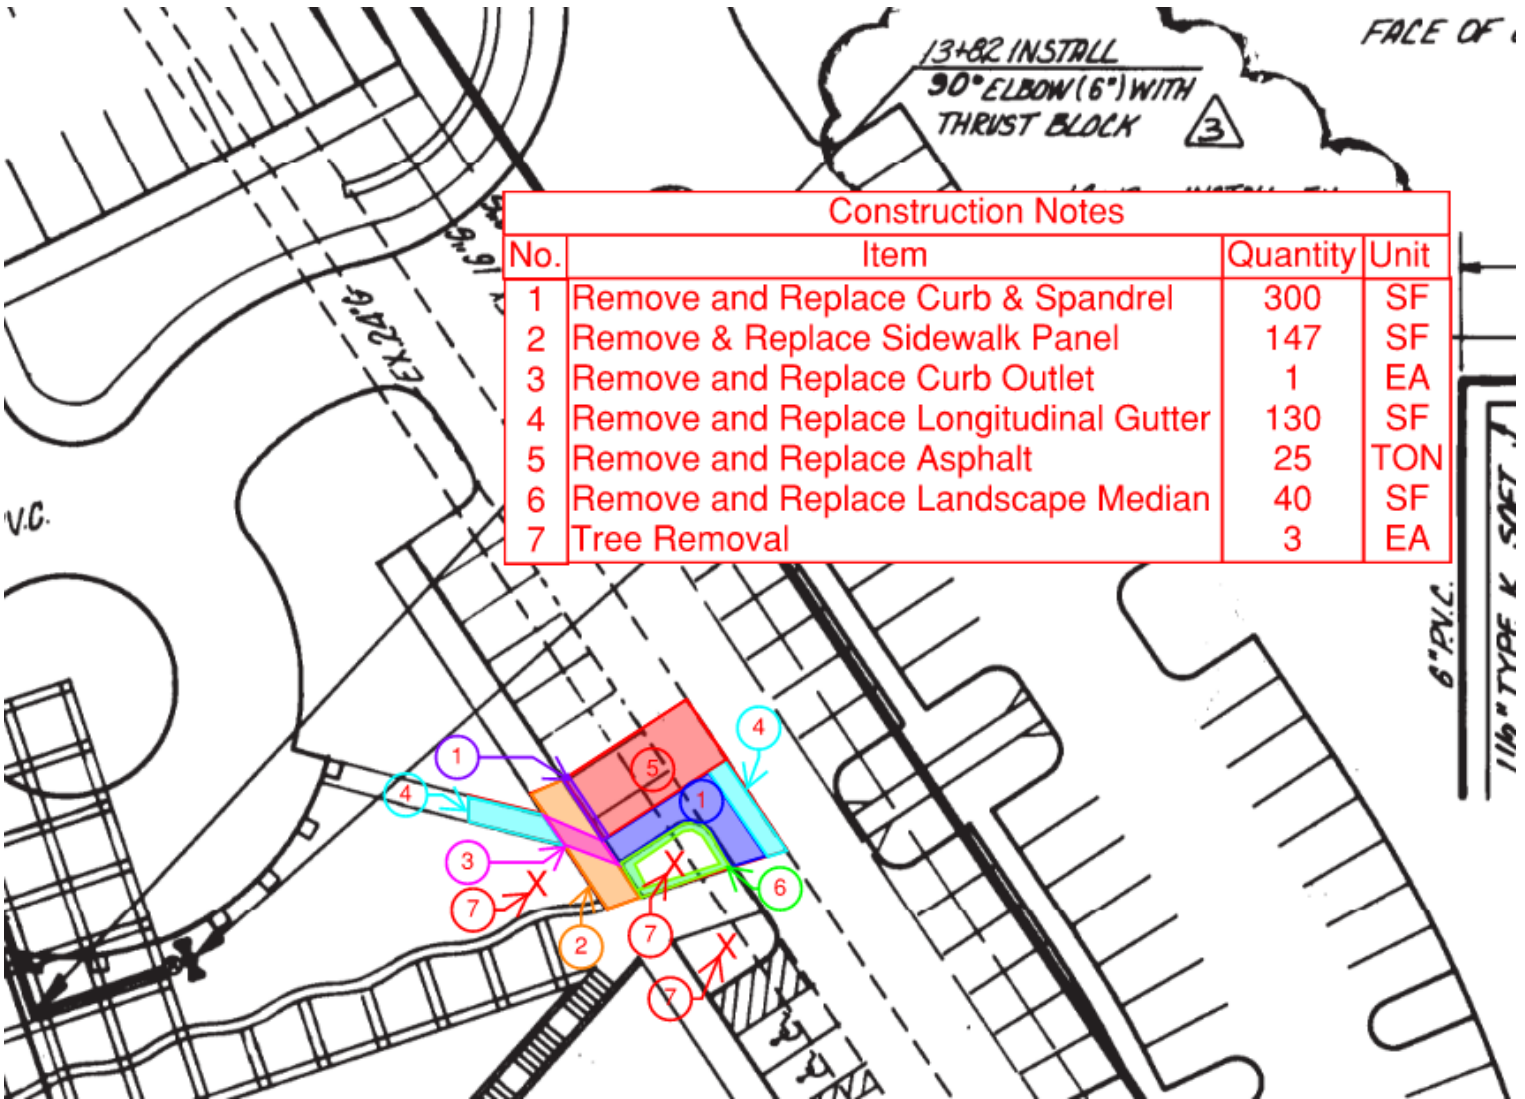 FACE OF
13+82 INSTALL
90° ELBOW (6") WITH
THRUST BLOCK
3
Construction Notes
No. Item Quantity Unit
1 Remove and Replace Curb & Spandrel 300 SF
2 Remove & Replace Sidewalk Panel 147 SF
3 Remove and Replace Curb Outlet 1 EA
4 Remove and Replace Longitudinal Gutter 130 SF
5 Remove and Replace Asphalt 25 TON
6 Remove and Replace Landscape Median 40 SF
7 Tree Removal 3 EA
EX 24"G
V.C.
6" P.V.C.
TYPE K SOFT
4
1
5
4
1
3
7
6
2
7
7